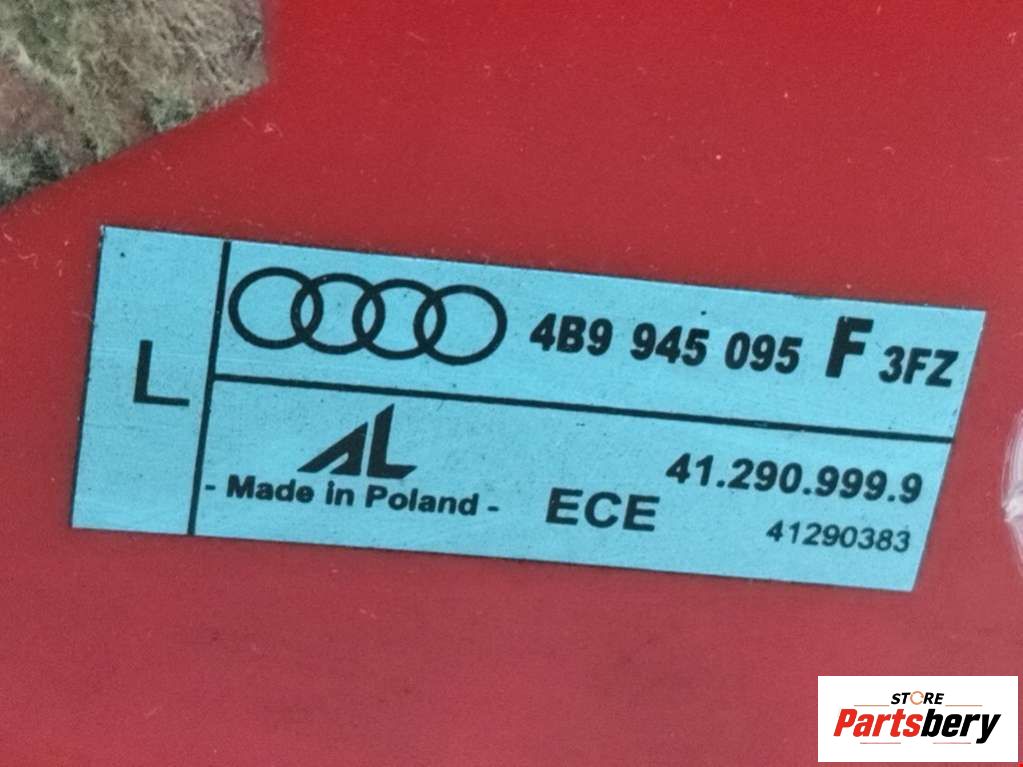 L
4B9 945 095 F 3FZ
AL
- Made in Poland -
ECE
41.290.999.9
41290383
STORE
Partsbery